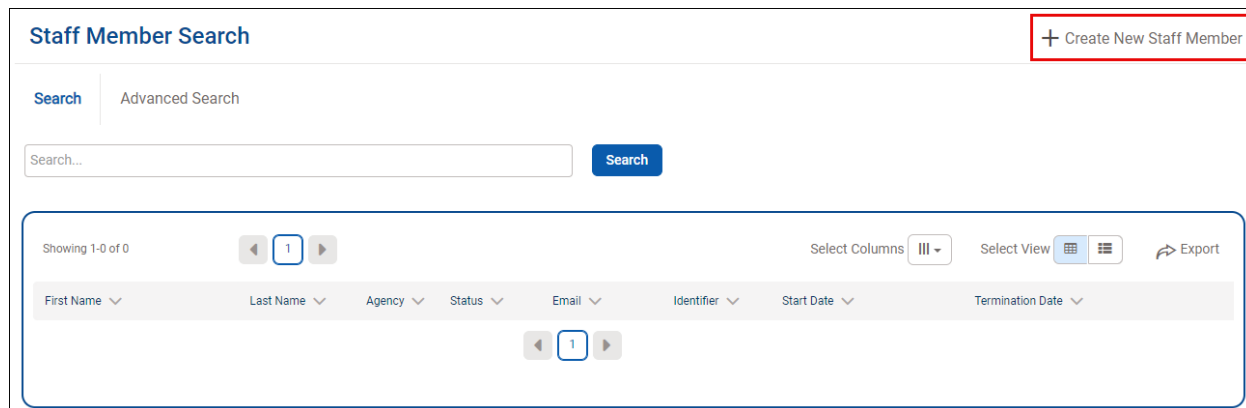 Staff Member Search
Create New Staff Member
Search
Advanced Search
Search...
Search
Showing 1-0 of 0
1
Select Columns
Select View
Export
First Name
Last Name
Agency
Status
Email
Identifier
Start Date
Termination Date
1